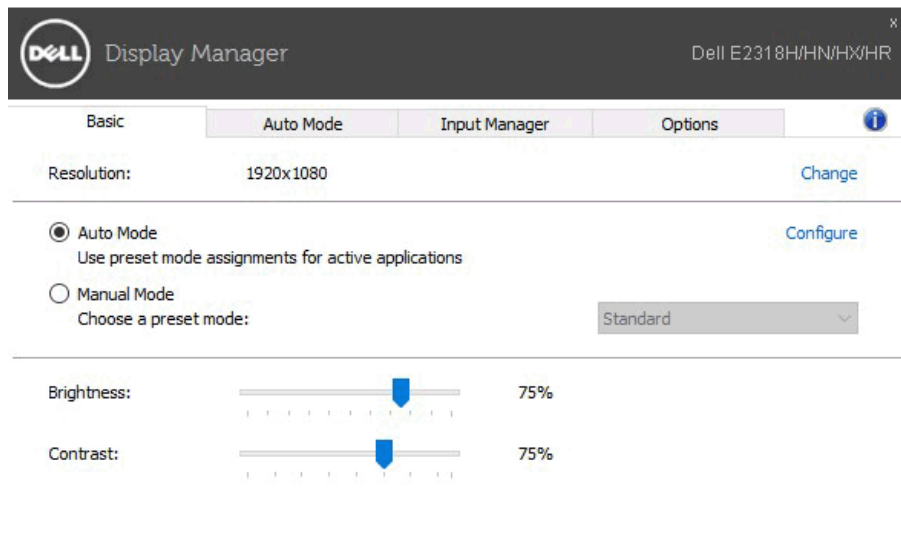 x
DELL Display Manager Dell E2318H/HN/HX/HR
Basic Auto Mode Input Manager Options i
Resolution: 1920x1080 Change
Auto Mode Configure
Use preset mode assignments for active applications
Manual Mode
Choose a preset mode: Standard
Brightness: 75%
Contrast: 75%